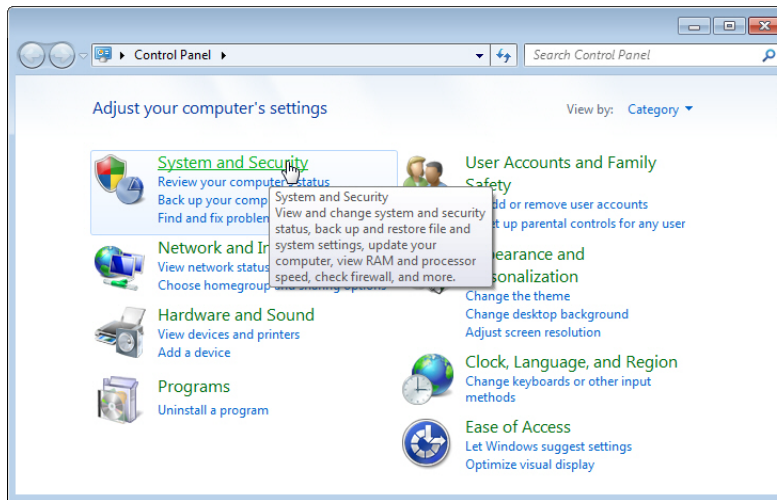 Control Panel
Search Control Panel
Adjust your computer's settings
View by: Category
System and Security
Review your computer's status
Back up your comp
Find and fix problem
System and Security
View and change system and security
status, back up and restore file and
system settings, update your
computer, view RAM and processor
speed, check firewall, and more.
Network and In
View network status
Choose homegroup and sharing options
Hardware and Sound
View devices and printers
Add a device
Programs
Uninstall a program
User Accounts and Family
Safety
dd or remove user accounts
et up parental controls for any user
earance and
sonalization
Change the theme
Change desktop background
Adjust screen resolution
Clock, Language, and Region
Change keyboards or other input
methods
Ease of Access
Let Windows suggest settings
Optimize visual display